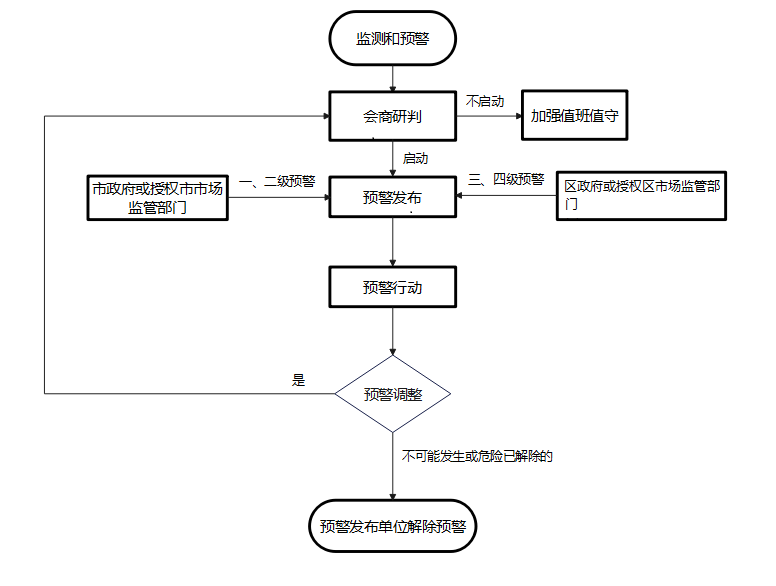 监测和预警
会商研判
不启动
加强值班值守
启动
市政府或授权市市场
监管部门
一、二级预警
预警发布
三、四级预警
区政府或授权区市场监管部
门
预警行动
是
预警调整
不可能发生或危险已解除的
预警发布单位解除预警